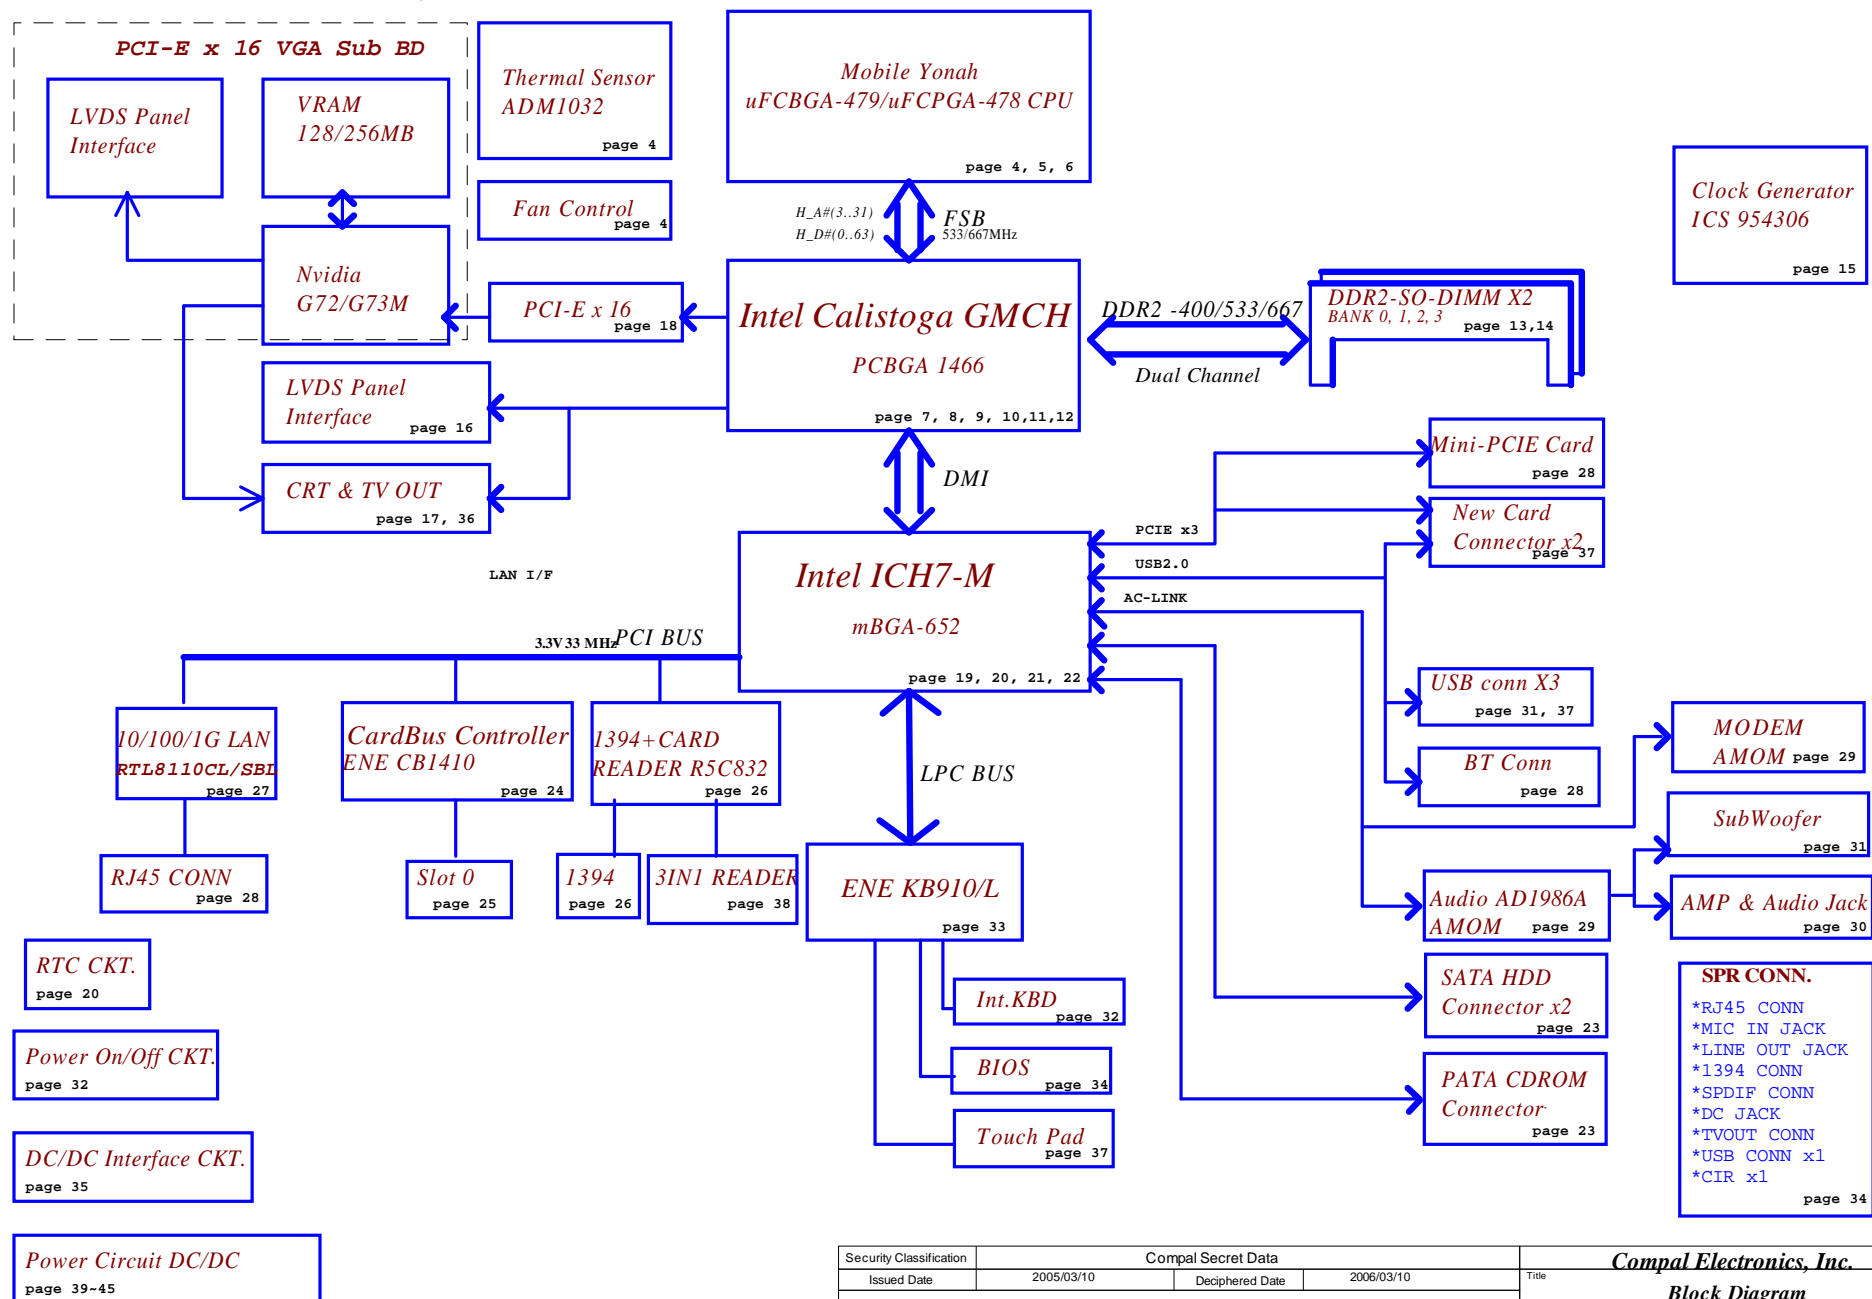 PCI-E x 16 VGA Sub BD
LVDS Panel
Interface
VRAM
128/256MB
Nvidia
G72/G73M
Thermal Sensor
ADM1032
page 4
Fan Control
page 4
Mobile Yonah
uFCBGA-479/uFCPGA-478 CPU
page 4, 5, 6
H_A#(3..31)
H_D#(0..63)
FSB
533/667MHz
Clock Generator
ICS 954306
page 15
PCI-E x 16
page 18
Intel Calistoga GMCH
PCBGA 1466
page 7, 8, 9, 10,11,12
DDR2 -400/533/667
Dual Channel
DDR2-SO-DIMM X2
BANK 0, 1, 2, 3
page 13,14
LVDS Panel
Interface
page 16
CRT & TV OUT
page 17, 36
DMI
LAN I/F
Mini-PCIE Card
page 28
New Card
Connector x2
page 37
PCIE x3
USB2.0
AC-LINK
Intel ICH7-M
mBGA-652
page 19, 20, 21, 22
3.3V 33 MHz
PCI BUS
10/100/1G LAN
RTL8110CL/SBL
page 27
CardBus Controller
ENE CB1410
page 24
1394+CARD
READER R5C832
page 26
LPC BUS
USB conn X3
page 31, 37
BT Conn
page 28
MODEM
AMOM
page 29
SubWoofer
page 31
RJ45 CONN
page 28
Slot 0
page 25
1394
page 26
3IN1 READER
page 38
ENE KB910/L
page 33
Audio AD1986A
AMOM
page 29
AMP & Audio Jack
page 30
RTC CKT.
page 20
Power On/Off CKT.
page 32
DC/DC Interface CKT.
page 35
Power Circuit DC/DC
page 39~45
Int.KBD
page 32
BIOS
page 34
Touch Pad
page 37
SATA HDD
Connector x2
page 23
PATA CDROM
Connector
page 23
SPR CONN.
*RJ45 CONN
*MIC IN JACK
*LINE OUT JACK
*1394 CONN
*SPDIF CONN
*DC JACK
*TVOUT CONN
*USB CONN x1
*CIR x1
page 34
Security Classification
Compal Secret Data
Issued Date
2005/03/10
Deciphered Date
2006/03/10
Compal Electronics, Inc.
Title
Block Diagram